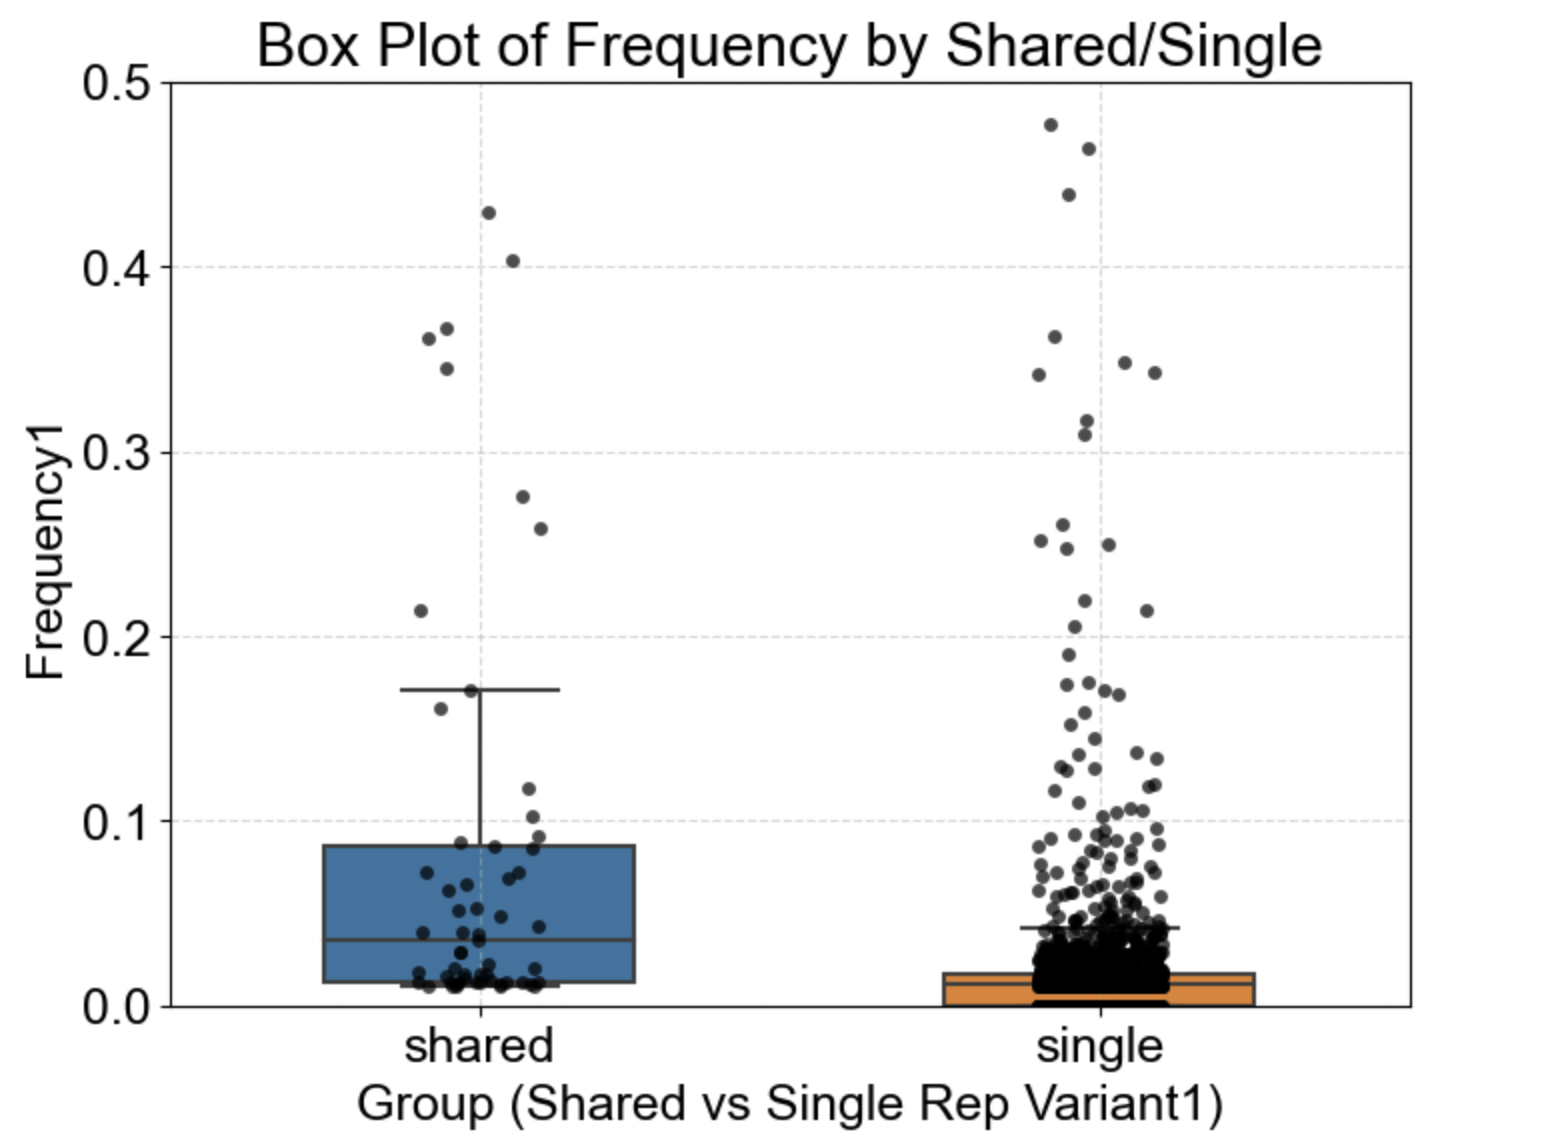 Box Plot of Frequency by Shared/Single
0.5
0.4
0.3
0.2
0.1
0.0
Frequency1
shared
single
Group (Shared vs Single Rep Variant1)